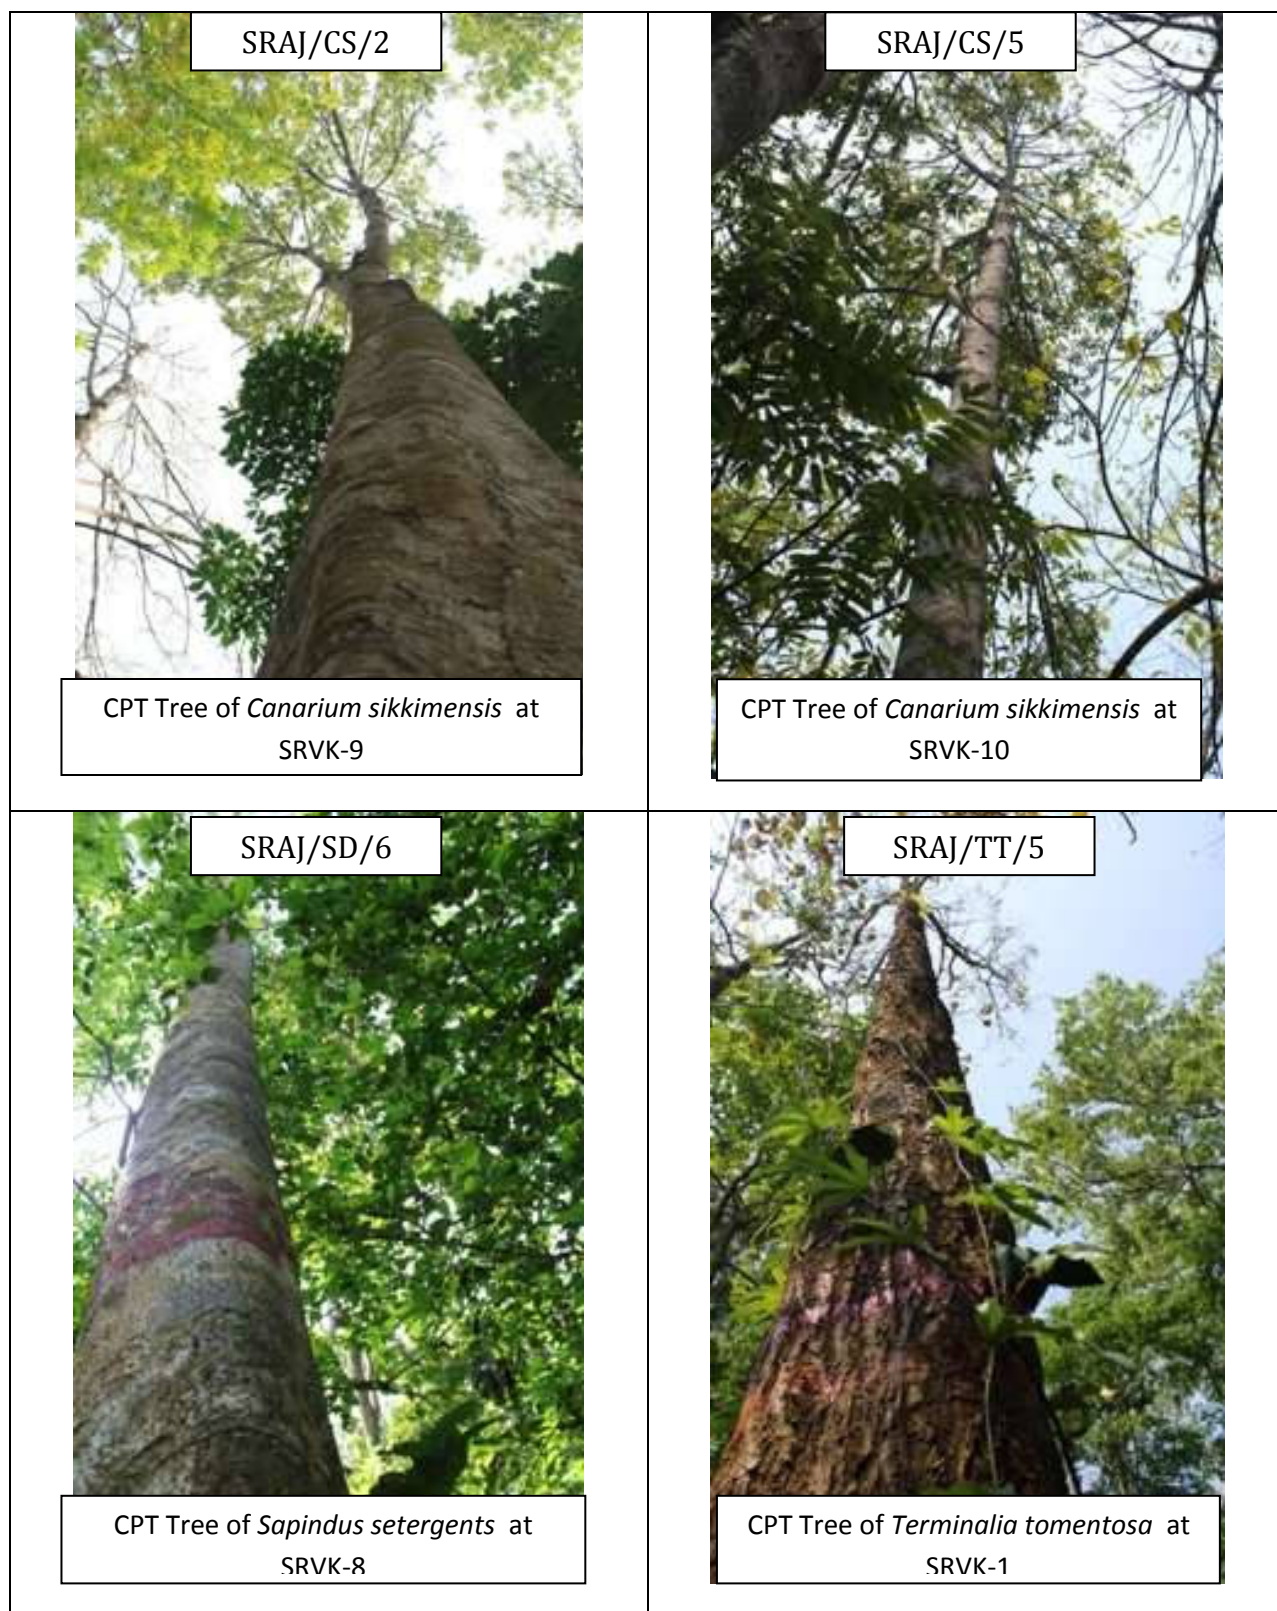 SRAJ/CS/2
SRAJ/CS/5
CPT Tree of Canarium sikkimensis at
SRVK-9
CPT Tree of Canarium sikkimensis at
SRVK-10
SRAJ/SD/6
SRAJ/TT/5
CPT Tree of Sapindus setergents at
SRVK-8
CPT Tree of Terminalia tomentosa at
SRVK-1